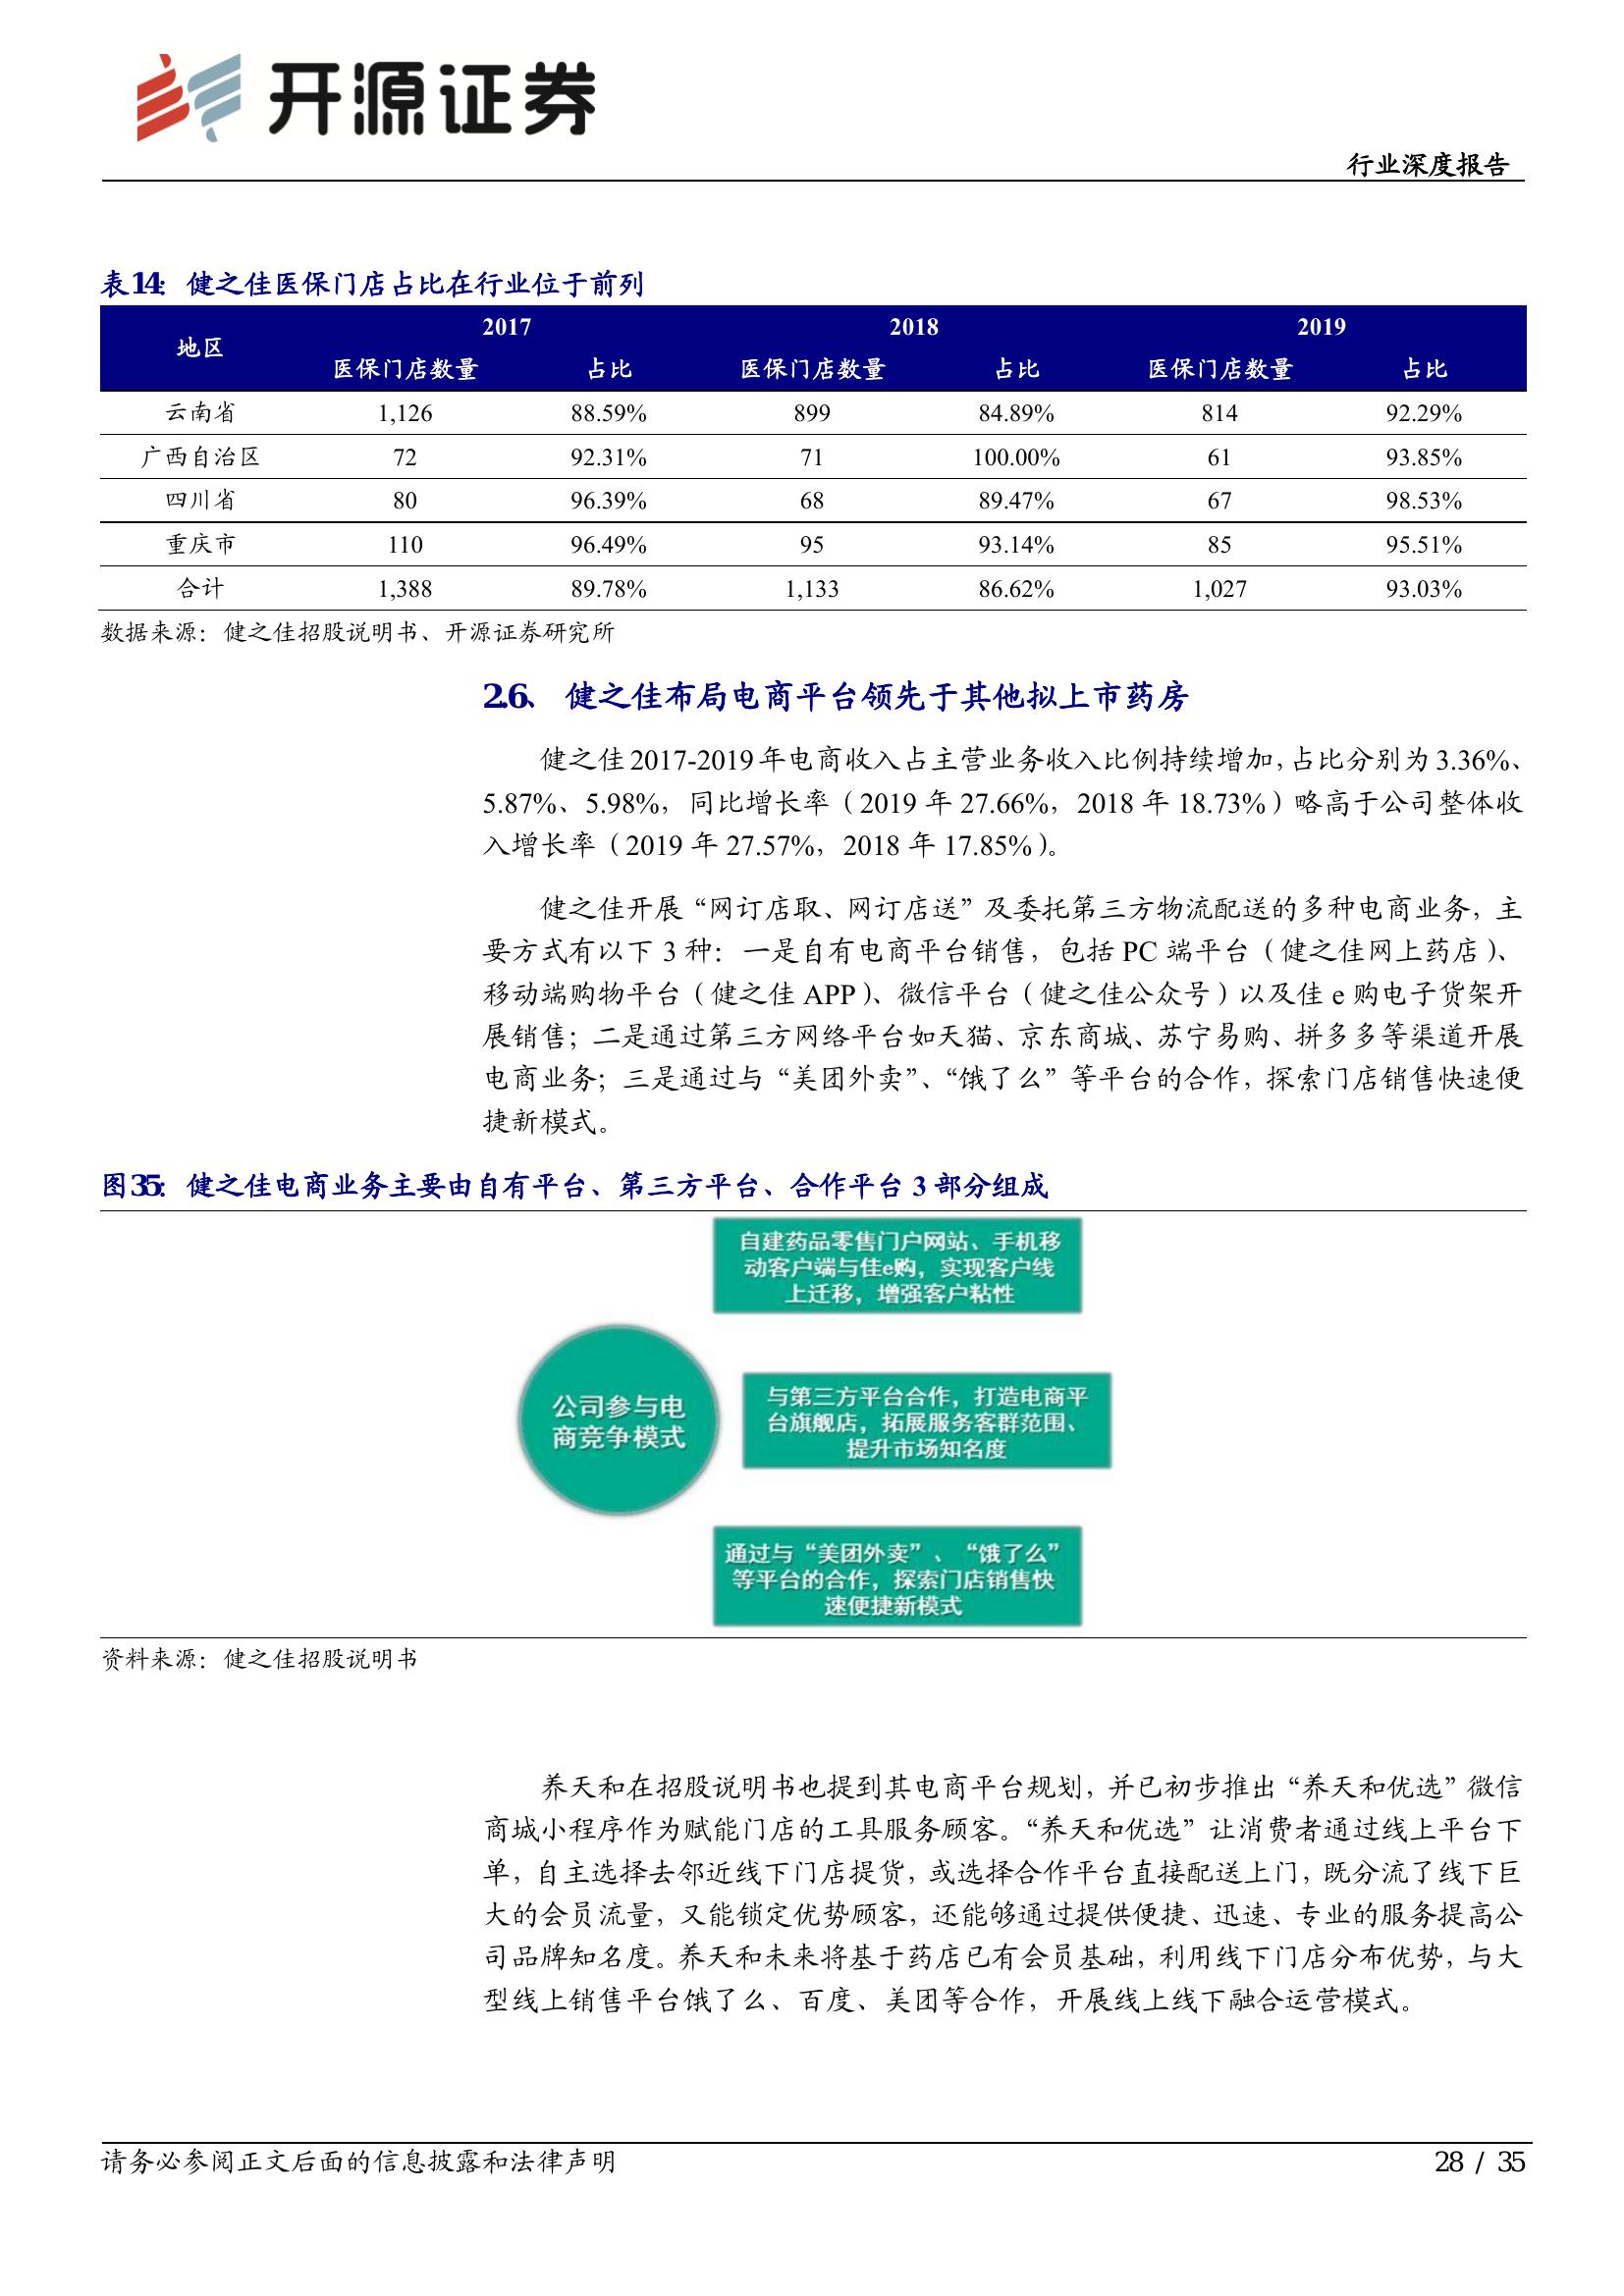 开源证券
行业深度报告
表14：健之佳医保门店占比在行业位于前列
地区 2017 2018 2019
医保门店数量 占比 医保门店数量 占比 医保门店数量 占比
云南省 1,126 88.59% 899 84.89% 814 92.29%
广西自治区 72 92.31% 71 100.00% 61 93.85%
四川省 80 96.39% 68 89.47% 67 98.53%
重庆市 110 96.49% 95 93.14% 85 95.51%
合计 1,388 89.78% 1,133 86.62% 1,027 93.03%
数据来源：健之佳招股说明书、开源证券研究所
2.6、 健之佳布局电商平台领先于其他拟上市药房
健之佳 2017-2019 年电商收入占主营业务收入比例持续增加，占比分别为 3.36%、
5.87%、5.98%，同比增长率（2019 年 27.66%，2018 年 18.73%）略高于公司整体收
入增长率（2019 年 27.57%，2018 年 17.85%）。
健之佳开展“网订店取、网订店送”及委托第三方物流配送的多种电商业务，主
要方式有以下 3 种：一是自有电商平台销售，包括 PC 端平台（健之佳网上药店）、
移动端购物平台（健之佳 APP）、微信平台（健之佳公众号）以及佳 e 购电子货架开
展销售；二是通过第三方网络平台如天猫、京东商城、苏宁易购、拼多多等渠道开展
电商业务；三是通过与“美团外卖”、“饿了么”等平台的合作，探索门店销售快速便
捷新模式。
图35：健之佳电商业务主要由自有平台、第三方平台、合作平台 3 部分组成
自建药品零售门户网站、手机移
动客户端与佳e购，实现客户线
上迁移，增强客户粘性
公司参与电
商竞争模式
与第三方平台合作，打造电商平
台旗舰店，拓展服务客群范围、
提升市场知名度
通过与“美团外卖”、“饿了么”
等平台的合作，探索门店销售快
速便捷新模式
资料来源：健之佳招股说明书
养天和在招股说明书也提到其电商平台规划，并已初步推出“养天和优选”微信
商城小程序作为赋能门店的工具服务顾客。“养天和优选”让消费者通过线上平台下
单，自主选择去邻近线下门店提货，或选择合作平台直接配送上门，既分流了线下巨
大的会员流量，又能锁定优势顾客，还能够通过提供便捷、迅速、专业的服务提高公
司品牌知名度。养天和未来将基于药店已有会员基础，利用线下门店分布优势，与大
型线上销售平台饿了么、百度、美团等合作，开展线上线下融合运营模式。
请务必参阅正文后面的信息披露和法律声明
28 / 35